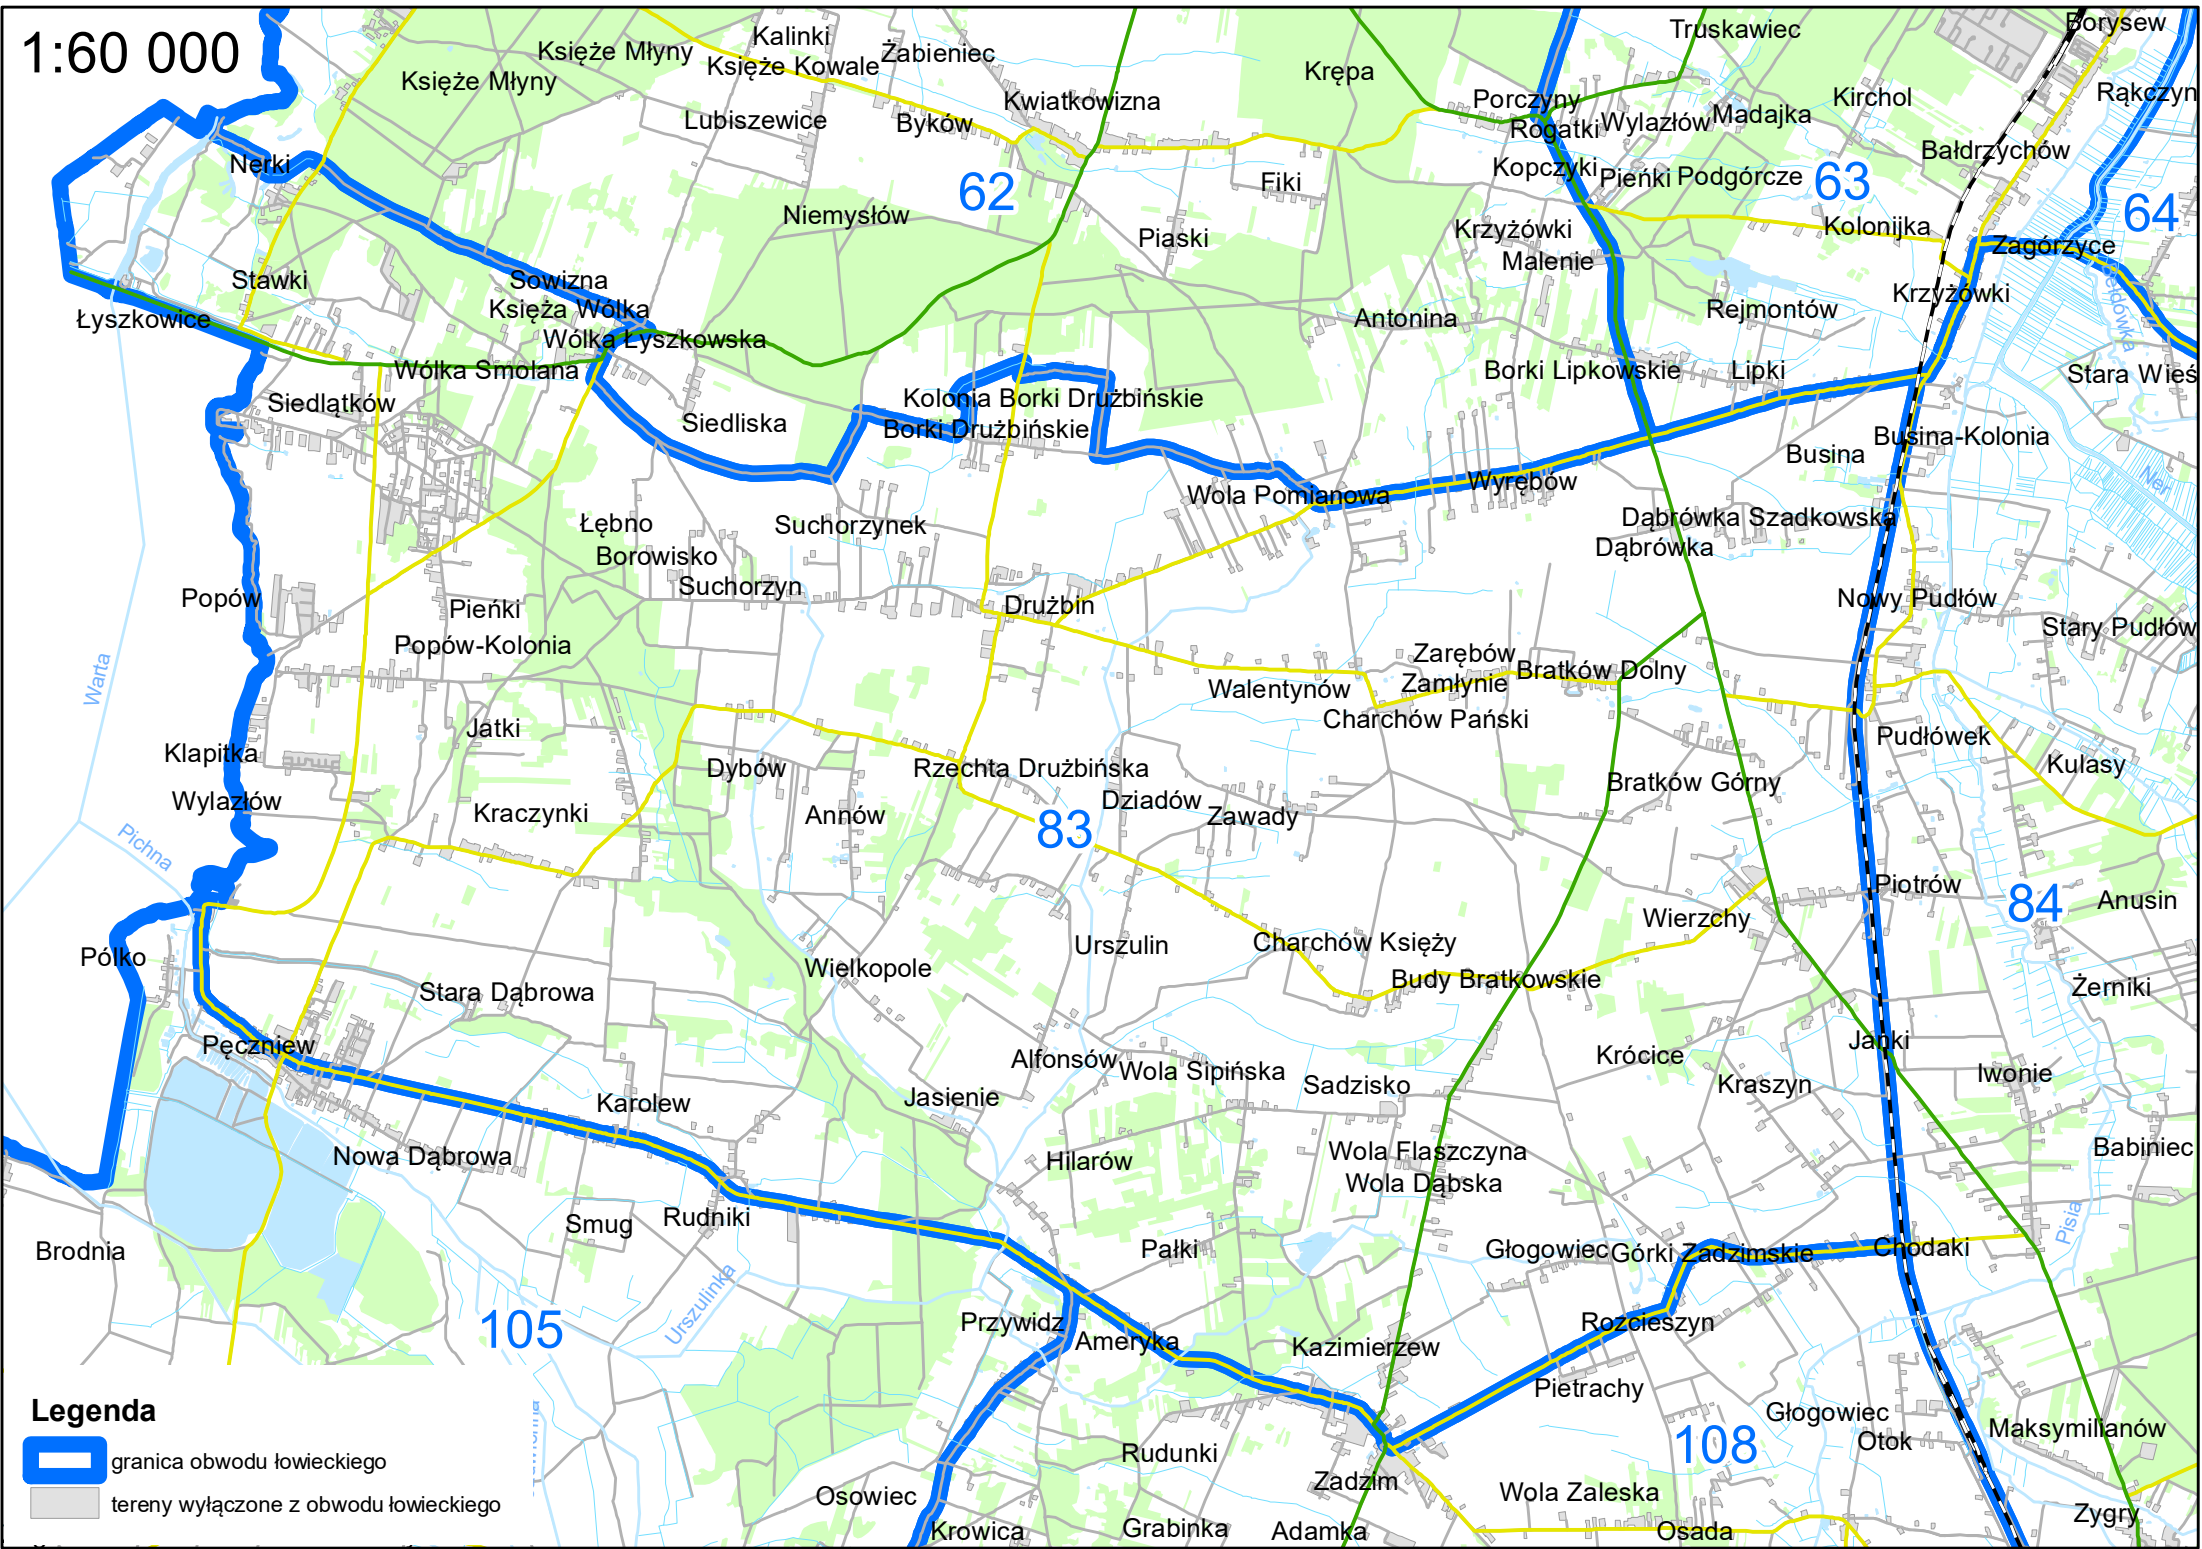 1:60 000
Borysew
Truskawiec
Kalinki
Księże Młyny
Żabieniec
Księże Kowale
Księże Młyny
Krępa
Rąkczyn
Kirchol
Porczyny
Kwiatkowizna
Madajka
Lubiszewice
Byków
Wylazłów
Rogatki
Bałdrzychów
Nerki
Kopczyki
Pieńki
Podgórcze
63
Fiki
62
64
Niemysłów
Kolonijka
Krzyżówki
Piaski
Zagórzyce
Malenie
Stawki
Sowizna
Krzyżówki
Księża Wólka
Rejmontów
Łyszkowice
Antonina
Wólka Łyszkowska
Wólka Smolana
Borki Lipkowskie
Lipki
Stara Wieś
Siedlątków
Kolonia Borki Drużbińskie
Siedliska
Borki Drużbińskie
Busina-Kolonia
Busina
Ner
Wyrębów
Wola Pomianowa
Łębno
Suchorzynek
Dąbrówka Szadkowska
Dąbrówka
Borowisko
Suchorzyn
Popów
Pieńki
Drużbin
Nowy Pudłów
Stary Pudłów
Popów-Kolonia
Zarębów
Bratków Dolny
Warta
Walentynów
Zamłynie
Charchów Pański
Jatki
Pudłówek
Klapitka
Dybów
Rzechta Drużbińska
Kulasy
Bratków Górny
Wylazłów
Dziadów
Kraczynki
Annów
Zawady
83
Pichna
Piotrów
Anusin
84
Wierzchy
Urszulin
Charchów Księży
Pólko
Wielkopole
Budy Bratkowskie
Stara Dąbrowa
Żerniki
Pęczniew
Janki
Alfonsów
Krócice
Wola Sipińska
Iwonie
Sadzisko
Kraszyn
Jasienie
Karolew
Babiniec
Nowa Dąbrowa
Wola Flaszczyna
Hilarów
Wola Dąbska
Rudniki
Smug
Pisia
Brodnia
Pałki
Głogowiec
Górki Zadzimskie
Chodaki
Urszulinka
Przywidz
Rożcieszyn
105
Ameryka
Kazimierzew
Pietrachy
Legenda
Głogowiec
Maksymilianów
108
Otok
Rudunki
granica obwodu łowieckiego
Zadzim
Osowiec
Wola Zaleska
tereny wyłączone z obwodu łowieckiego
Zygry
Krowica
Grabinka
Adamka
Osada